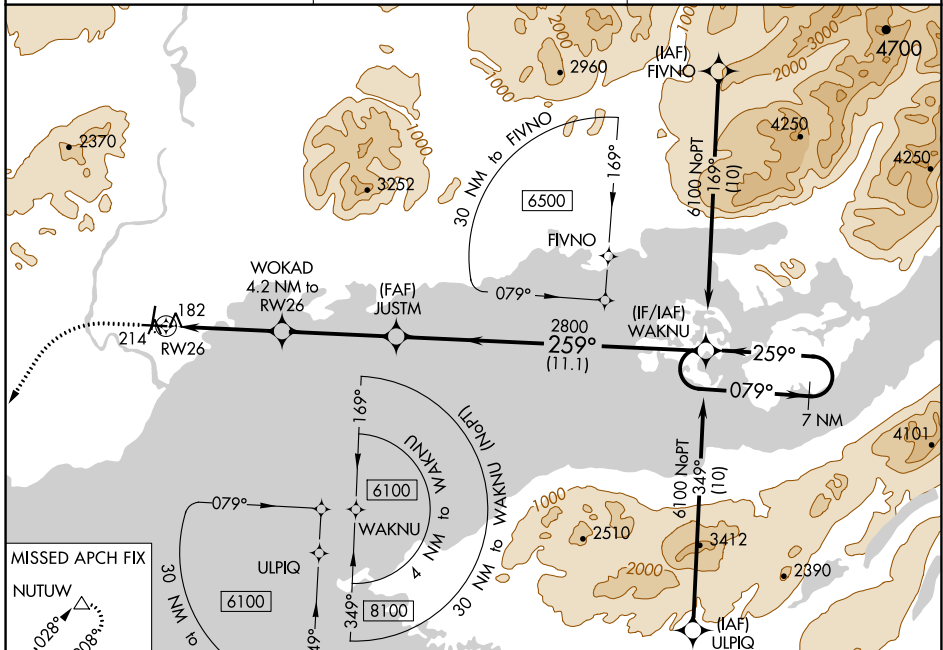 (IAF)
FIVNO
4700
1000
2000
2960
3000
2000
1000
2370
3252
30 NM to FIVNO
169°
6500
FIVNO
079°
6100 NoPT
169°
(10)
4250
4250
WOKAD
4.2 NM to
RW26
(FAF)
JUSTM
182
214
RW26
2800
259°
(11.1)
(IF/IAF)
WAKNU
259°
079°
7 NM
169°
30 NM to WAKNU (NoPT)
4 NM to WAKNU
6100
WAKNU
079°
ULPIQ
30 NM to
6100
349°
8100
6100 NoPT
349°
(10)
4101
1000
2510
3412
2000
2390
(IAF)
ULPIQ
MISSED APCH FIX
NUTUW
028°